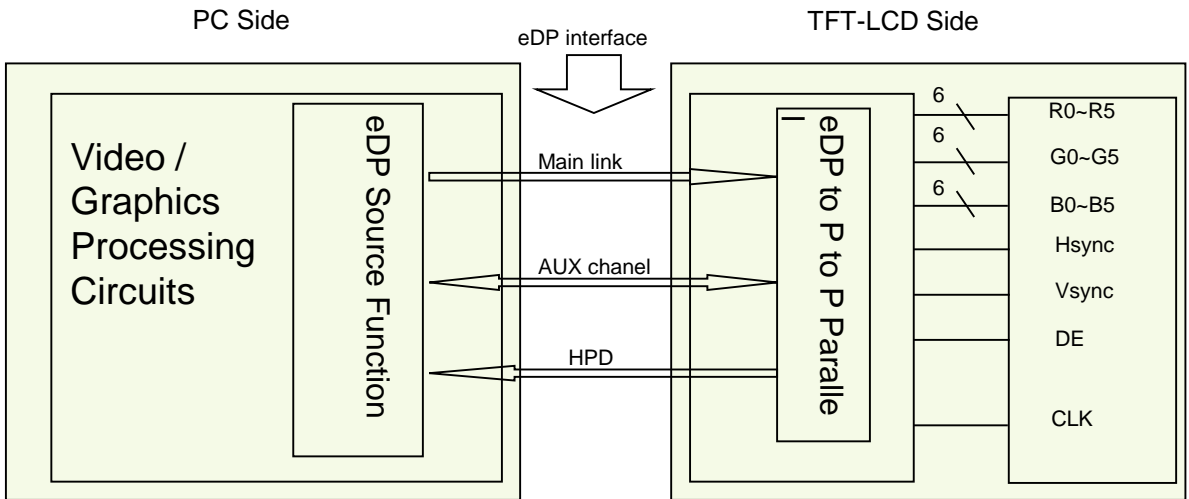 PC Side
TFT-LCD Side
eDP interface
Video /
Graphics
Processing
Circuits
eDP Source Function
Main link
AUX chanel
HPD
eDP to P to P Paralle
l
6
R0~R5
6
G0~G5
6
B0~B5
Hsync
Vsync
DE
CLK